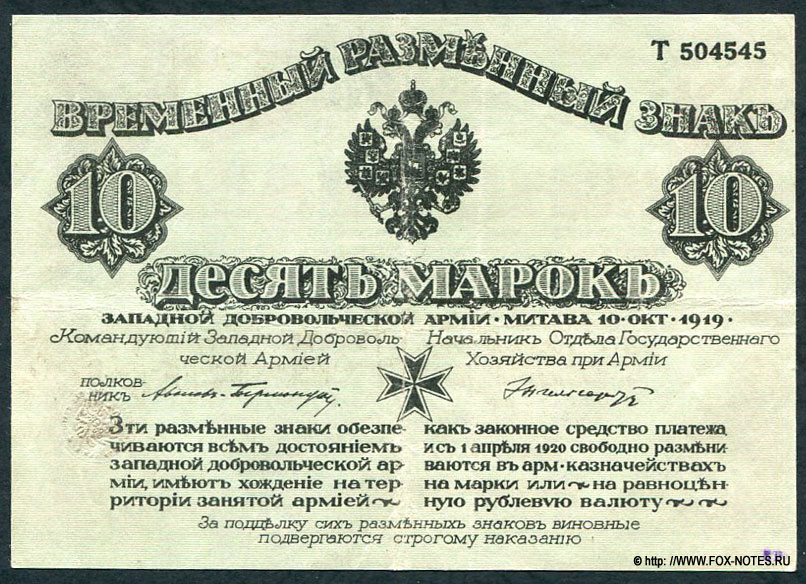 Т 504545
ВРЕМЕННЫЙ РАЗМѢННЫЙ ЗНАКЪ
10 10
ДЕСЯТЬ МАРОКЪ
ЗАПАДНОЙ ДОБРОВОЛЬЧЕСКОЙ АРМІИ · МИТАВА 10 · ОКТ · 1919 ·
Командующій Западной Доброволь-
ческой Арміей
Начальникъ Отдѣла Государственнаго
Хозяйства при Арміи
ПОЛКОВ-
НИКЪ
Эти размѣнные знаки обезпе-
чиваются всѣмъ достояніемъ
западной добровольческой ар-
міи, имѣютъ хожденіе на тер-
риторіи занятой арміей
какъ законное средство платежа,
и съ 1 апрѣля 1920 свободно размѣни-
ваются въ арм · казначействахъ
на марки или на равноцѣн-
ную рублевую валюту
За поддѣлку сихъ размѣнныхъ знаковъ виновные
подвергаются строгому наказанію
© http: //WWW.FOX-NOTES.RU